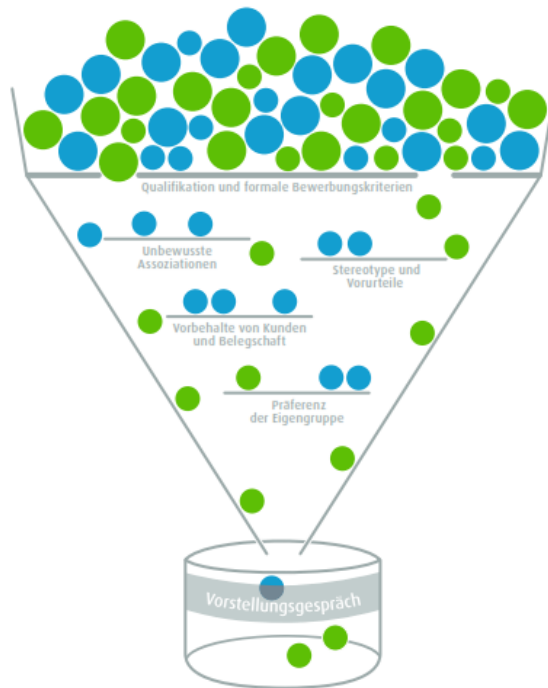 Qualifikation und formale Bewerbungskriterien
Unbewusste
Assoziationen
Stereotype und
Vorurteile
Vorbehalte von Kunden
und Belegschaft
Präferenz
der Eigengruppe
Vorstellungsgespräch